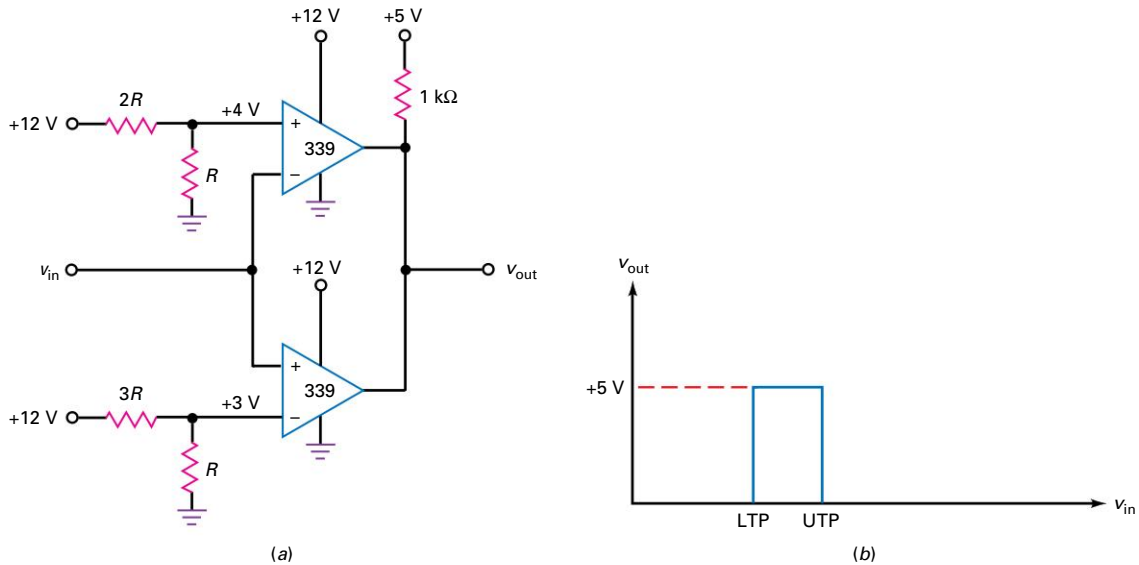 +12 V
+5 V
1 kΩ
2R
+12 V
+4 V
+
339
−
R
v_in
+12 V
v_out
+
339
−
3R
+12 V
+3 V
R
(a)
v_out
+5 V
v_in
LTP UTP
(b)